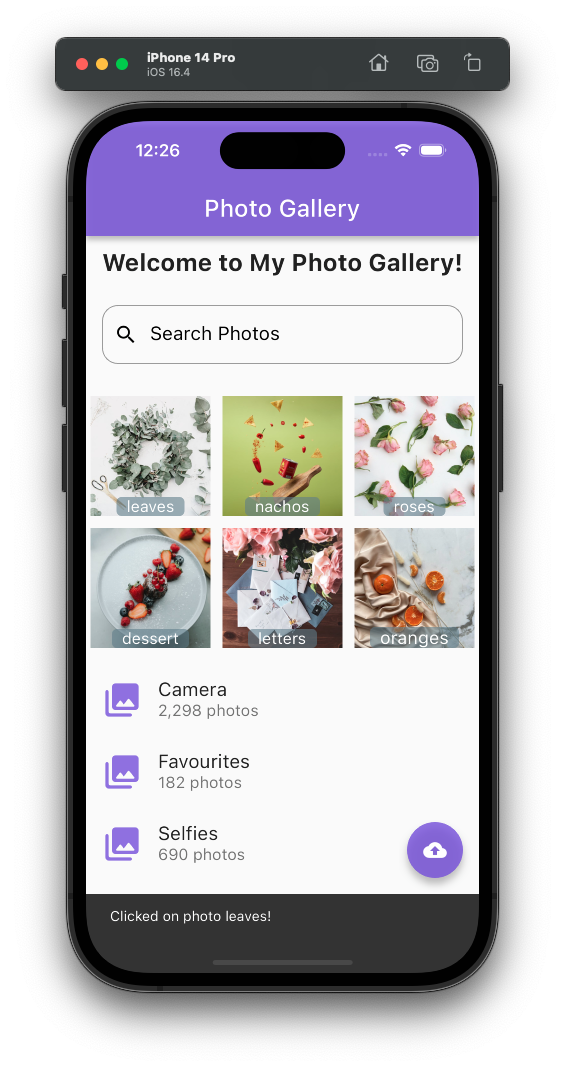 iPhone 14 Pro
iOS 16.4
12:26
Photo Gallery
Welcome to My Photo Gallery!
Search Photos
leaves
nachos
roses
dessert
letters
oranges
Camera
2,298 photos
Favourites
182 photos
Selfies
690 photos
Clicked on photo leaves!